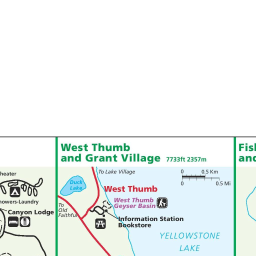 West Thumb
and Grant Village 7733ft 2357m
Fis
and
To Lake Village
0 0.5 Km
0 0.5 Mi
Duck
Lake
West Thumb
To
Old
Faithful
West Thumb
Geyser Basin
Information Station
Bookstore
YELLOWSTONE
LAKE
heater
howers-Laundry
Canyon Lodge